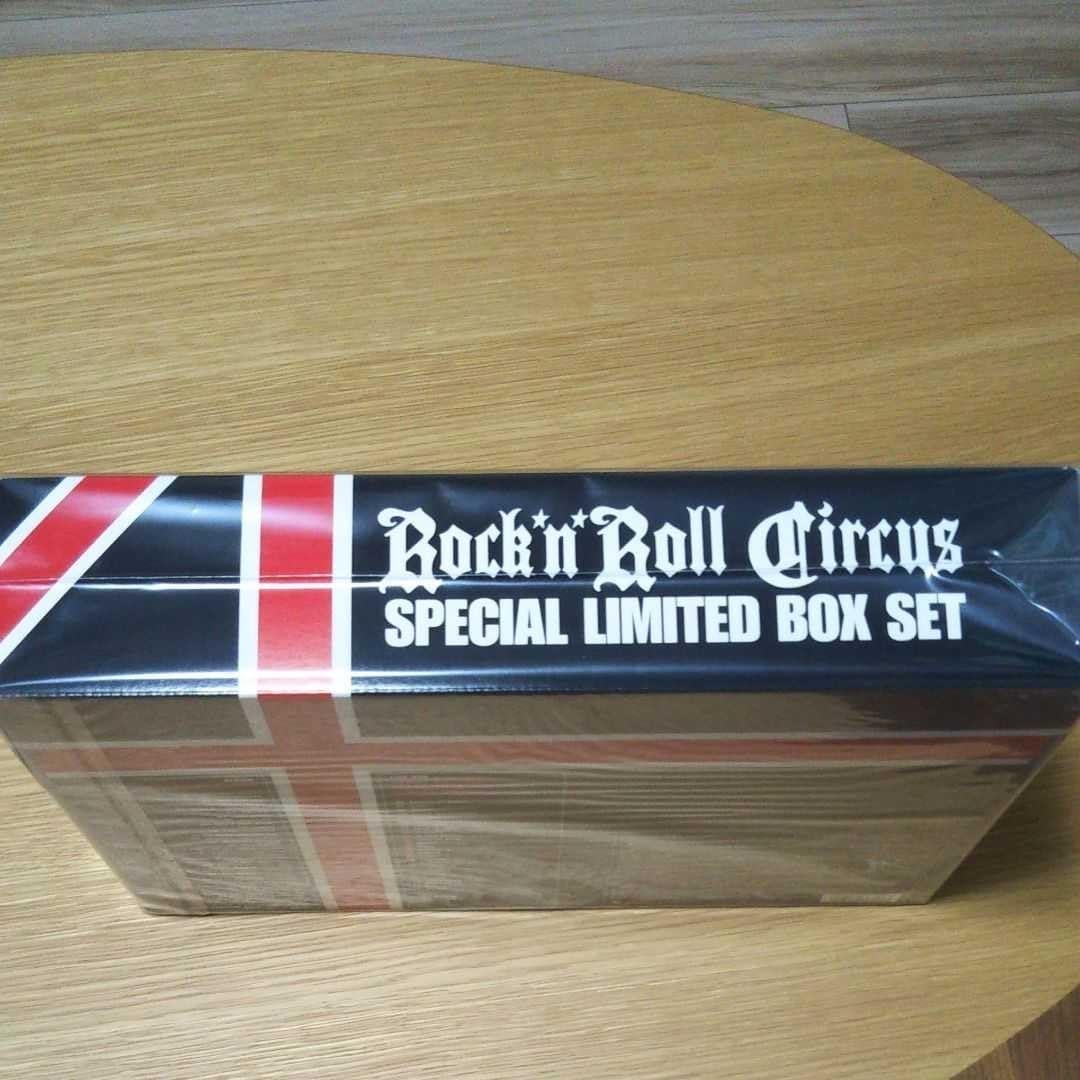 Rock'n'Roll Circus
SPECIAL LIMITED BOX SET